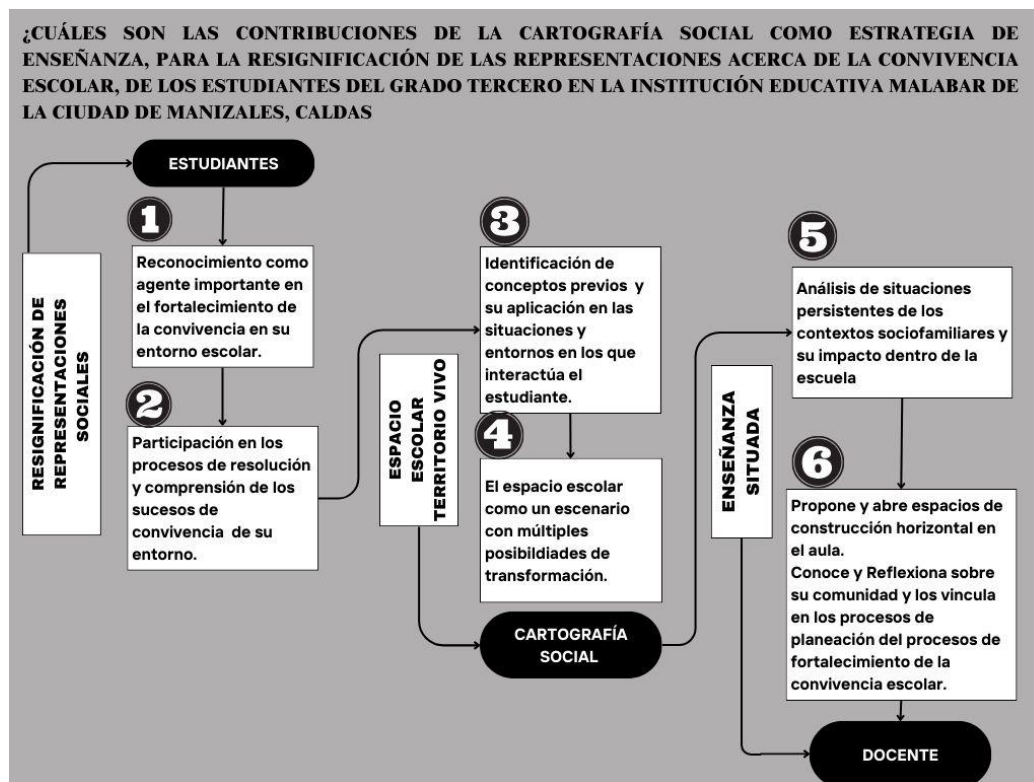 ¿CUÁLES SON LAS CONTRIBUCIONES DE LA CARTOGRAFÍA SOCIAL COMO ESTRATEGIA DE
ENSEÑANZA, PARA LA RESIGNIFICACIÓN DE LAS REPRESENTACIONES ACERCA DE LA CONVIVENCIA
ESCOLAR, DE LOS ESTUDIANTES DEL GRADO TERCERO EN LA INSTITUCIÓN EDUCATIVA MALABAR DE
LA CIUDAD DE MANIZALES, CALDAS
RESIGNIFICACIÓN DE
REPRESENTACIONES
SOCIALES
ESTUDIANTES
1
Reconocimiento como
agente importante en
el fortalecimiento de
la convivencia en su
entorno escolar.
2
Participación en los
procesos de resolución
y comprensión de los
sucesos de
convivencia de su
entorno.
ESPACIO
ESCOLAR
TERRITORIO VIVO
3
Identificación de
conceptos previos y
su aplicación en las
situaciones y
entornos en los que
interactúa el
estudiante.
4
El espacio escolar
como un escenario
con múltiples
posibildiades de
transformación.
CARTOGRAFÍA
SOCIAL
ENSEÑANZA
SITUADA
5
Análisis de situaciones
persistentes de los
contextos sociofamiliares y
su impacto dentro de la
escuela
6
Propone y abre espacios de
construcción horizontal en
el aula.
Conoce y Reflexiona sobre
su comunidad y los vincula
en los procesos de
planeación del procesos de
fortalecimiento de la
convivencia escolar.
DOCENTE